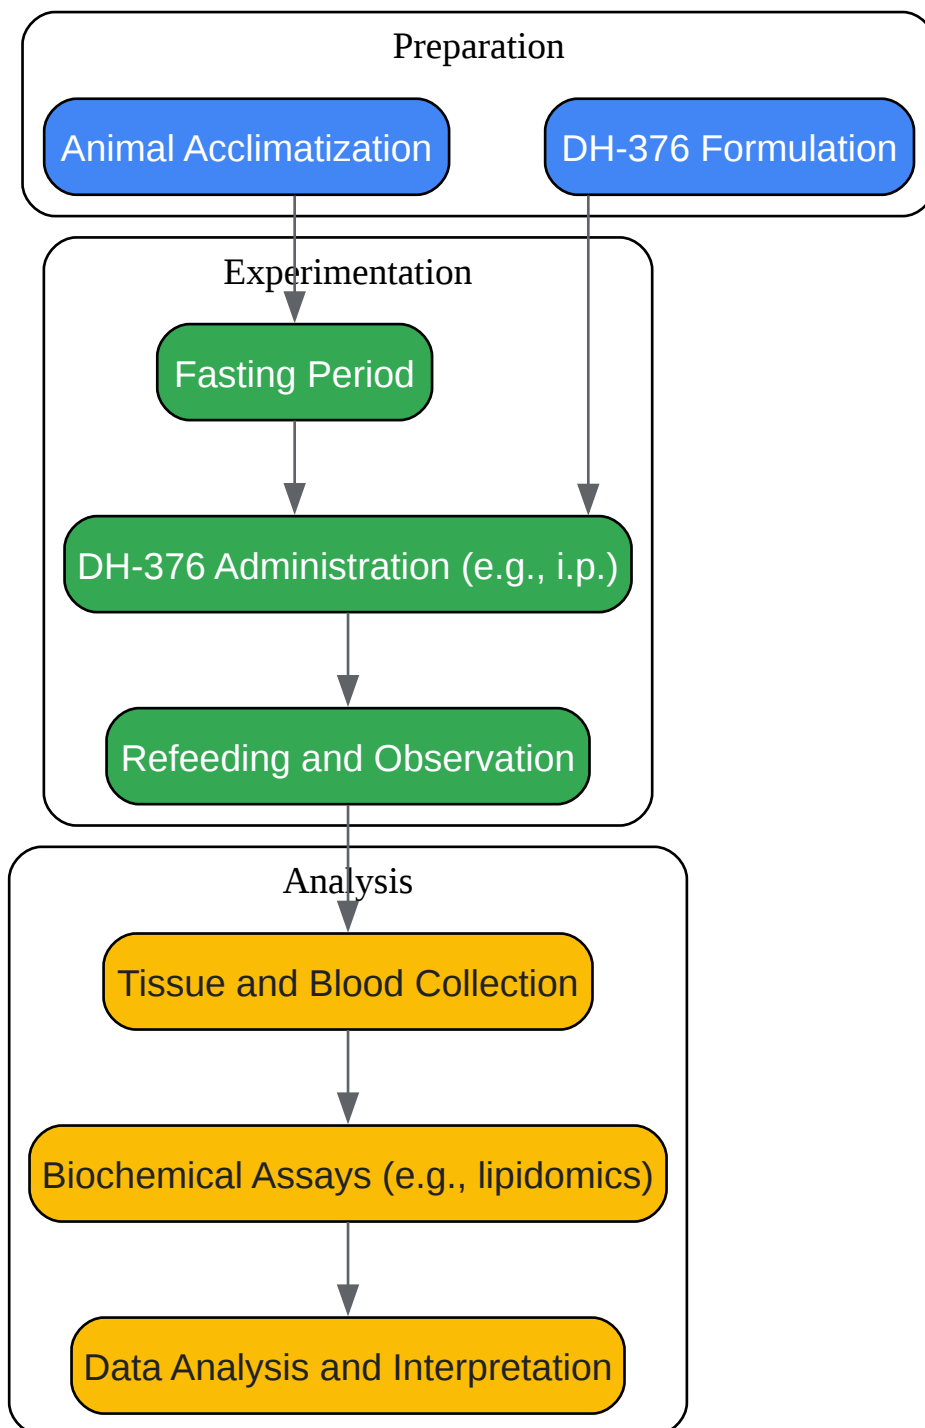 Preparation
Animal Acclimatization
DH-376 Formulation
Experimentation
Fasting Period
DH-376 Administration (e.g., i.p.)
Refeeding and Observation
Analysis
Tissue and Blood Collection
Biochemical Assays (e.g., lipidomics)
Data Analysis and Interpretation